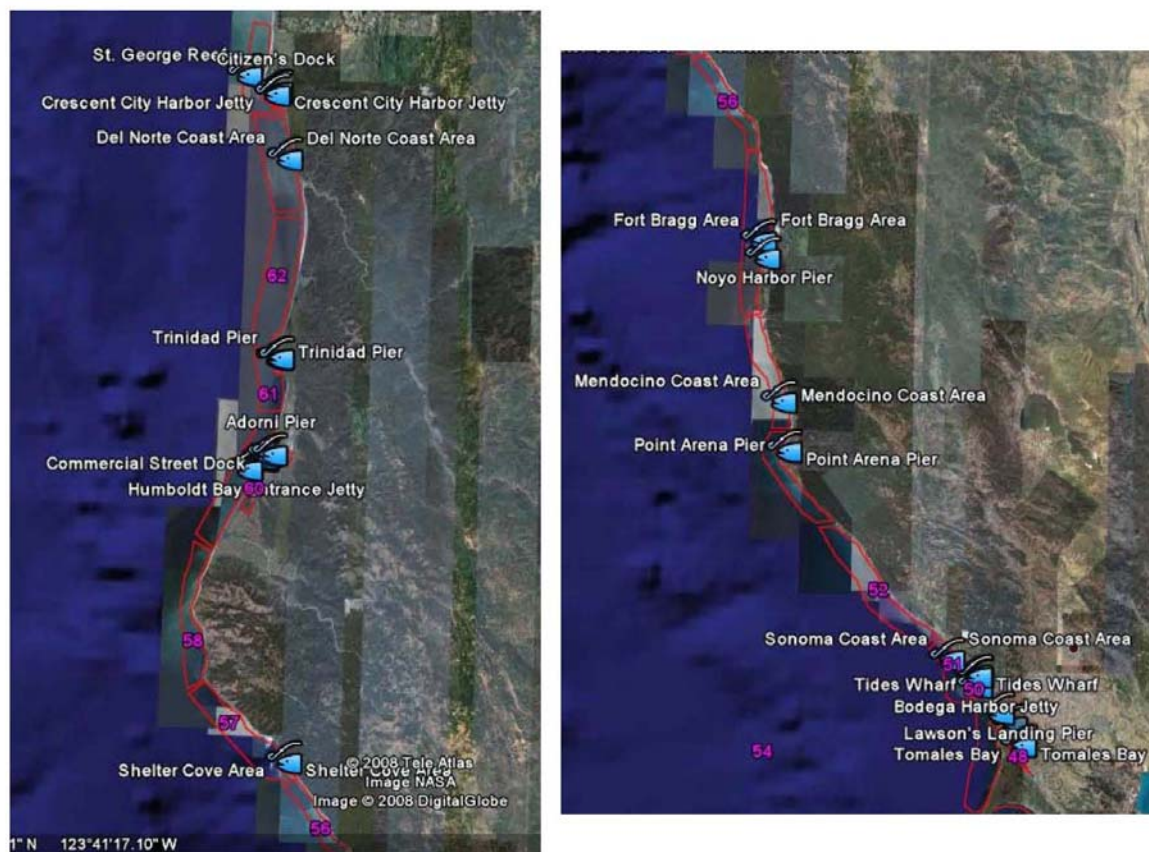 St. George Reef
Citizen's Dock
Crescent City Harbor Jetty
Crescent City Harbor Jetty
Del Norte Coast Area
Del Norte Coast Area
62
Trinidad Pier
Trinidad Pier
61
Adorni Pier
Commercial Street Dock
Humboldt Bay Entrance Jetty
60
58
57
Shelter Cove Area
Shelter Cove Area
© 2008 Tele Atlas
Image NASA
Image © 2008 DigitalGlobe
56
1" N 123°41'17.10" W
56
Fort Bragg Area
Fort Bragg Area
Noyo Harbor Pier
Mendocino Coast Area
Mendocino Coast Area
Point Arena Pier
Point Arena Pier
52
Sonoma Coast Area
Sonoma Coast Area
51
Tides Wharf
50
Tides Wharf
Bodega Harbor Jetty
Lawson's Landing Pier
54
Tomales Bay
48
Tomales Bay